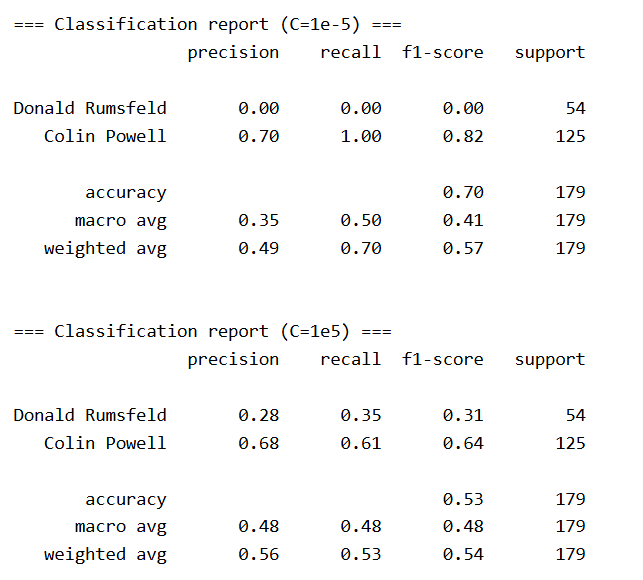 === Classification report (C=1e-5) ===
precision recall f1-score support
Donald Rumsfeld 0.00 0.00 0.00 54
Colin Powell 0.70 1.00 0.82 125
accuracy 0.70 179
macro avg 0.35 0.50 0.41 179
weighted avg 0.49 0.70 0.57 179
=== Classification report (C=1e5) ===
precision recall f1-score support
Donald Rumsfeld 0.28 0.35 0.31 54
Colin Powell 0.68 0.61 0.64 125
accuracy 0.53 179
macro avg 0.48 0.48 0.48 179
weighted avg 0.56 0.53 0.54 179